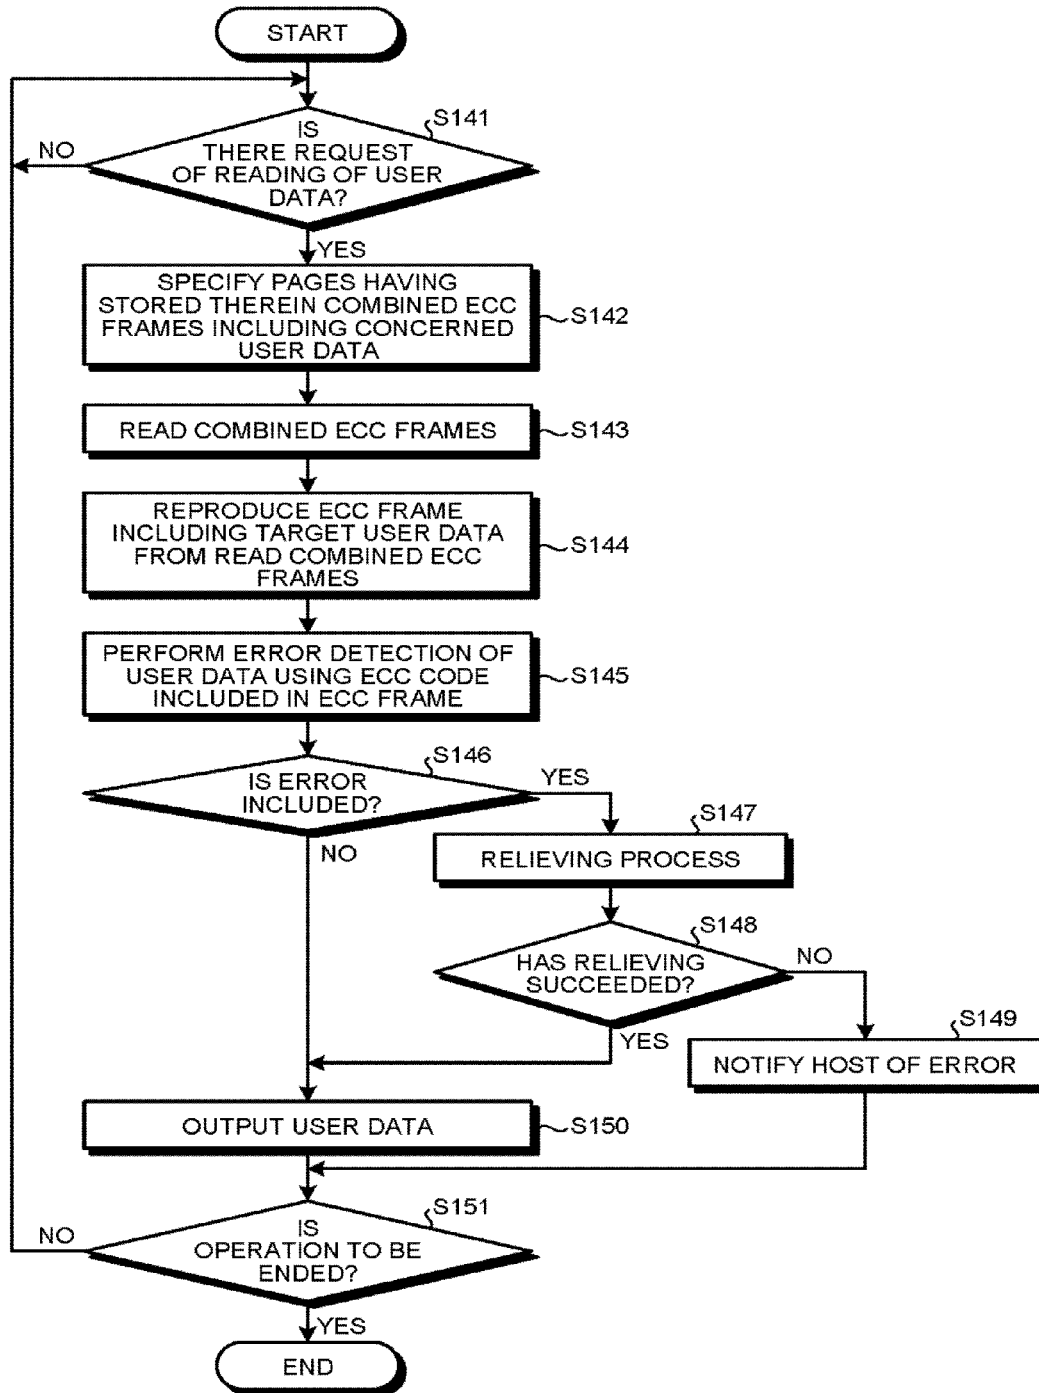 START
S141
IS
THERE REQUEST
OF READING OF USER
DATA?
NO
YES
SPECIFY PAGES HAVING
STORED THEREIN COMBINED ECC
FRAMES INCLUDING CONCERNED
USER DATA
S142
READ COMBINED ECC FRAMES
S143
REPRODUCE ECC FRAME
INCLUDING TARGET USER DATA
FROM READ COMBINED ECC
FRAMES
S144
PERFORM ERROR DETECTION OF
USER DATA USING ECC CODE
INCLUDED IN ECC FRAME
S145
S146
IS ERROR
INCLUDED?
YES
NO
S147
RELIEVING PROCESS
S148
HAS RELIEVING
SUCCEEDED?
NO
YES
S149
NOTIFY HOST OF ERROR
OUTPUT USER DATA
S150
S151
IS
OPERATION TO BE
ENDED?
NO
YES
END